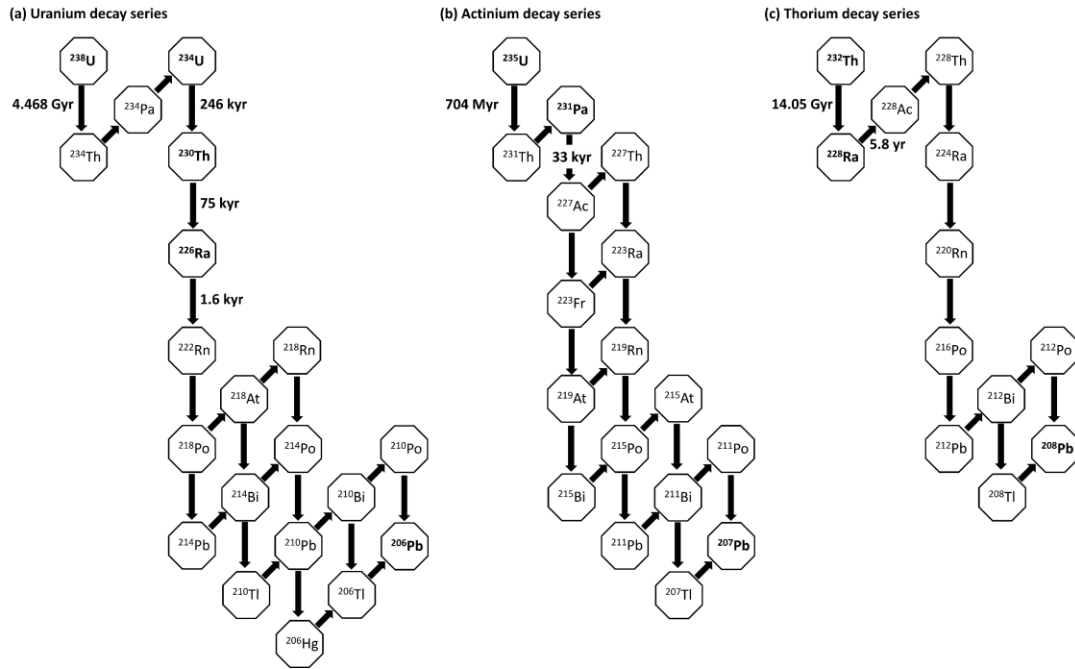 (a) Uranium decay series
(b) Actinium decay series
(c) Thorium decay series
²³⁸U
²³⁴U
4.468 Gyr
²³⁴Pa
246 kyr
²³⁴Th
²³⁰Th
75 kyr
²²⁶Ra
1.6 kyr
²²²Rn
²¹⁸Rn
²¹⁸At
²¹⁸Po
²¹⁴Po
²¹⁰Po
²¹⁴Bi
²¹⁰Bi
²¹⁴Pb
²¹⁰Pb
²⁰⁶Pb
²¹⁰Tl
²⁰⁶Tl
²⁰⁶Hg
²³⁵U
704 Myr
²³¹Pa
²³¹Th
33 kyr
²²⁷Th
²²⁷Ac
²²³Ra
²²³Fr
²¹⁹Rn
²¹⁹At
²¹⁵At
²¹⁵Po
²¹¹Po
²¹⁵Bi
²¹¹Bi
²¹¹Pb
²⁰⁷Pb
²⁰⁷Tl
²³²Th
²²⁸Th
14.05 Gyr
²²⁸Ac
5.8 yr
²²⁸Ra
²²⁴Ra
²²⁰Rn
²¹⁶Po
²¹²Po
²¹²Bi
²¹²Pb
²⁰⁸Pb
²⁰⁸Tl